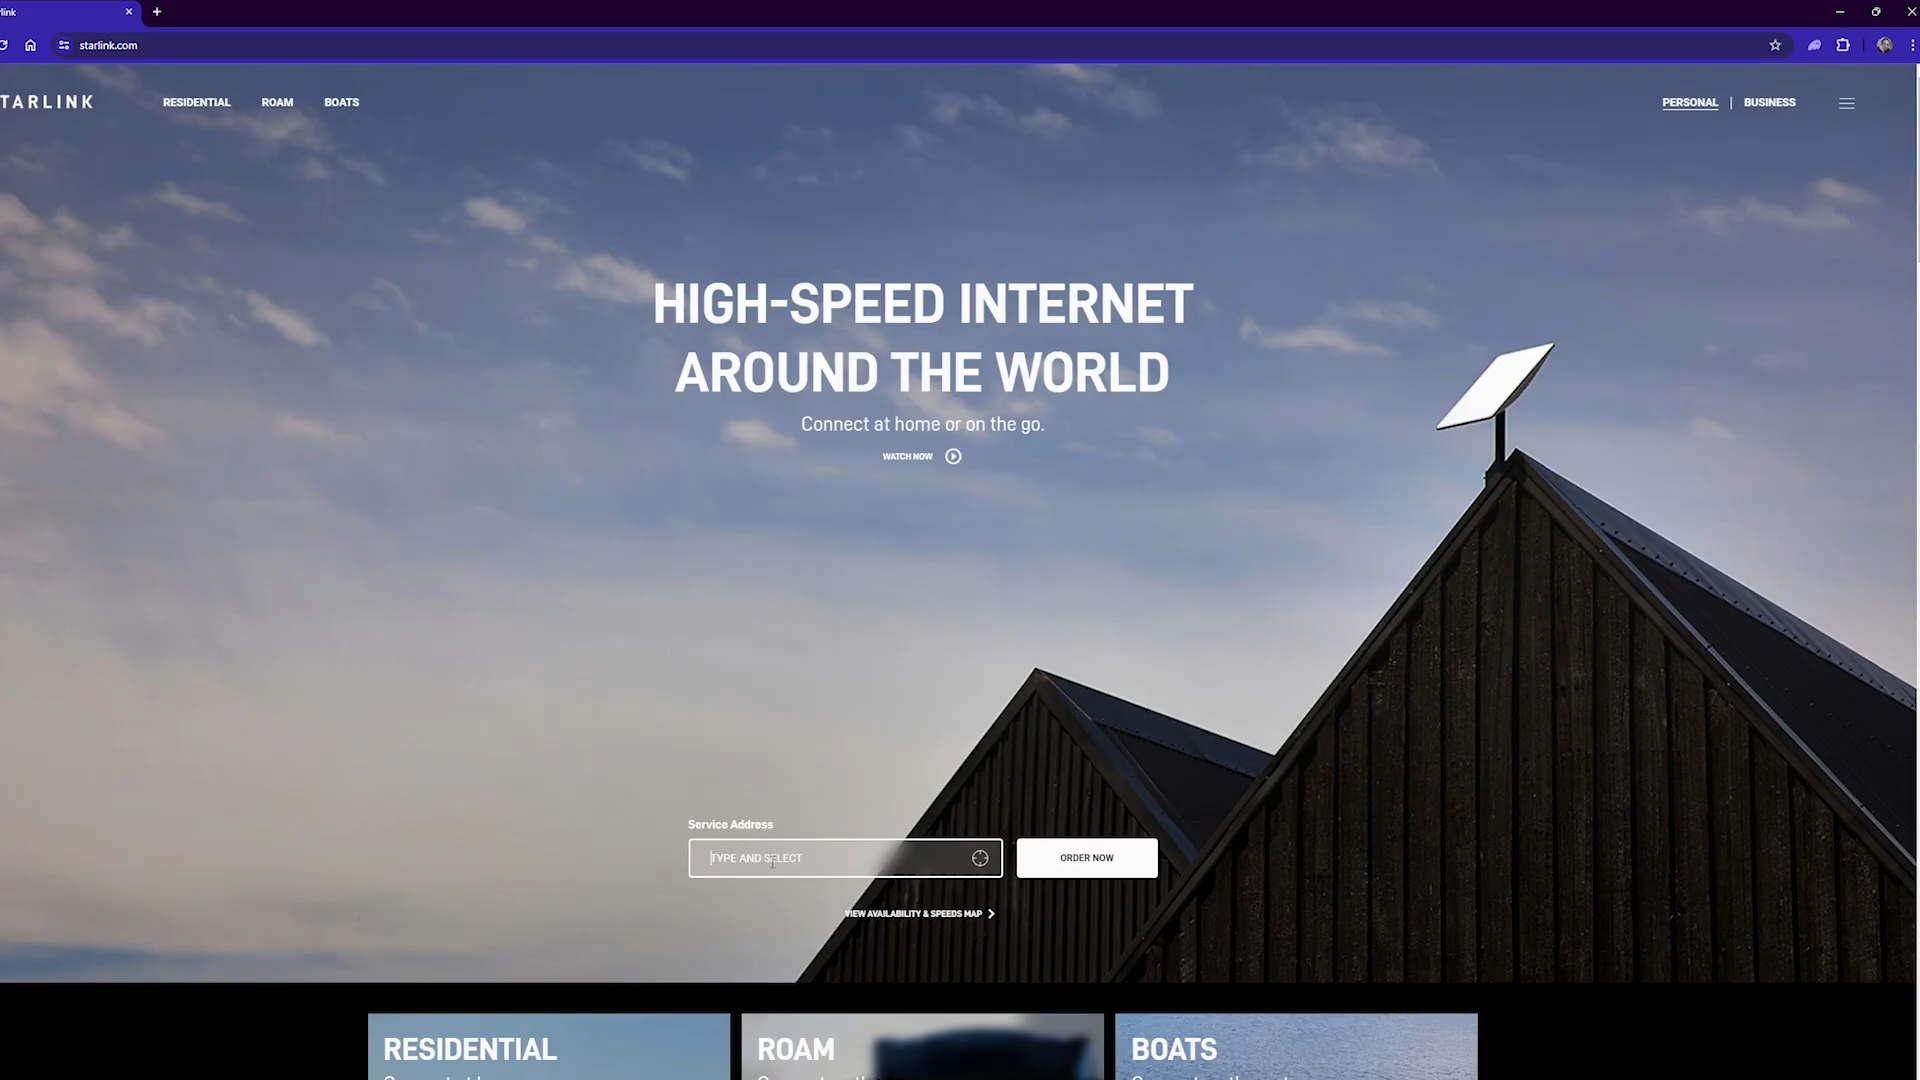 link
starlink.com
TARLINK
RESIDENTIAL
ROAM
BOATS
PERSONAL | BUSINESS
HIGH-SPEED INTERNET
AROUND THE WORLD
Connect at home or on the go.
WATCH NOW
Service Address
TYPE AND SELECT
ORDER NOW
VIEW AVAILABILITY & SPEEDS MAP
RESIDENTIAL
ROAM
BOATS